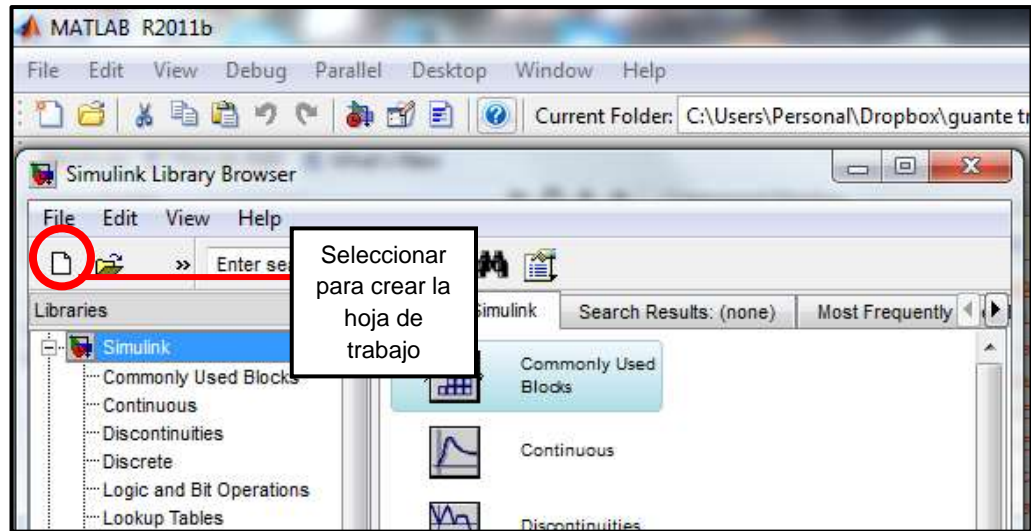 MATLAB R2011b
File Edit View Debug Parallel Desktop Window Help
Current Folder: C:\Users\Personal\Dropbox\guante
Simulink Library Browser
File Edit View Help
» Enter
Seleccionar
para crear la
hoja de
trabajo
Libraries
Simulink Search Results: (none) Most Frequently
Simulink
Commonly Used Blocks
Continuous
Discontinuities
Discrete
Logic and Bit Operations
Lookup Tables
Commonly Used
Blocks
Continuous
Discontinuities